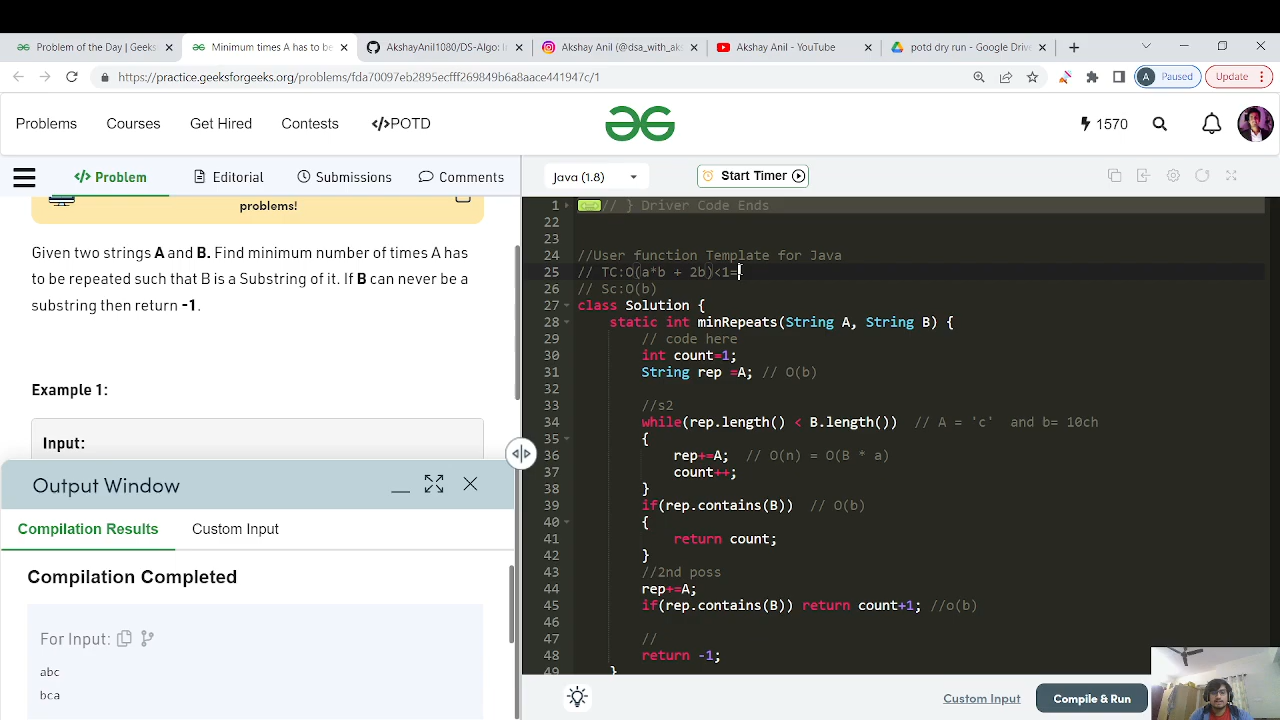 Problem of the Day | Geeks
Minimum times A has to be
AkshayAnil1080/DS-Algo: I
Akshay Anil (@dsa_with_aks
Akshay Anil - YouTube
potd dry run - Google Driv
https://practice.geeksforgeeks.org/problems/fda70097eb2895ecfff269849b6a8aace441947c/1
A Paused
Update
Problems
Courses
Get Hired
Contests
</>POTD
1570
</> Problem
Editorial
Submissions
Comments
Java (1.8)
Start Timer
problems!
Given two strings A and B. Find minimum number of times A has
to be repeated such that B is a Substring of it. If B can never be a
substring then return -1.
Example 1:
Input:
Output Window
Compilation Results
Custom Input
Compilation Completed
For Input:
abc
bca
1 // } Driver Code Ends
22
23
24 //User function Template for Java
25 // TC:O(a*b + 2b)<1=
26 // Sc:O(b)
27 class Solution {
28 static int minRepeats(String A, String B) {
29 // code here
30 int count=1;
31 String rep =A; // O(b)
32
33 //s2
34 while(rep.length() < B.length()) // A = 'c' and b= 10ch
35 {
36 rep+=A; // O(n) = O(B * a)
37 count++;
38 }
39 if(rep.contains(B)) // O(b)
40 {
41 return count;
42 }
43 //2nd poss
44 rep+=A;
45 if(rep.contains(B)) return count+1; //o(b)
46
47 //
48 return -1;
49 }
Custom Input
Compile & Run